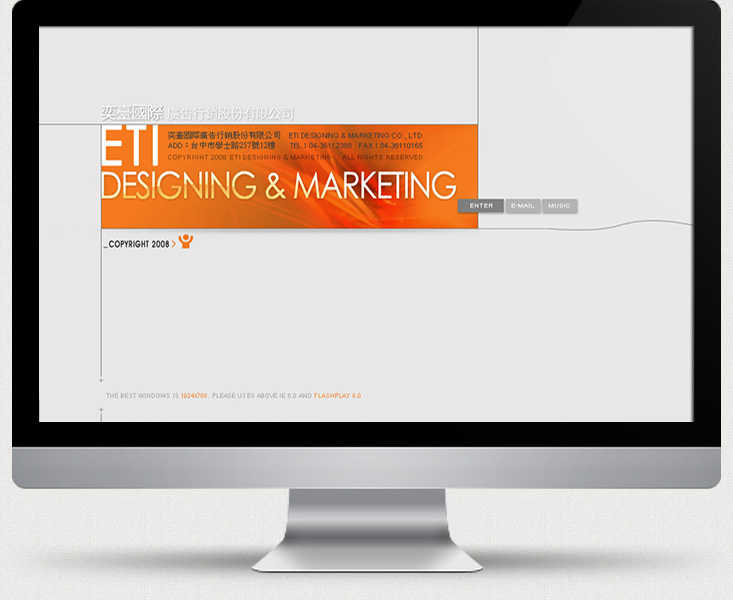 奕臺國際 廣告行銷股份有限公司
ETI
奕臺國際廣告行銷股份有限公司 ETI DESIGNING & MARKETING CO., LTD
ADD：台中市學士路257號12樓 TEL：04-36112308 FAX：04-36110165
COPYRIGHT 2008 ETI DESIGNING & MARKETING ALL RIGHTS RESERVED.
DESIGNING & MARKETING
ENTER E-MAIL MUSIC
_COPYRIGHT 2008 >
THE BEST WINDOWS IS 1024X768. PLEASE USES ABOVE IE 6.0 AND FLASHPLAY 8.0